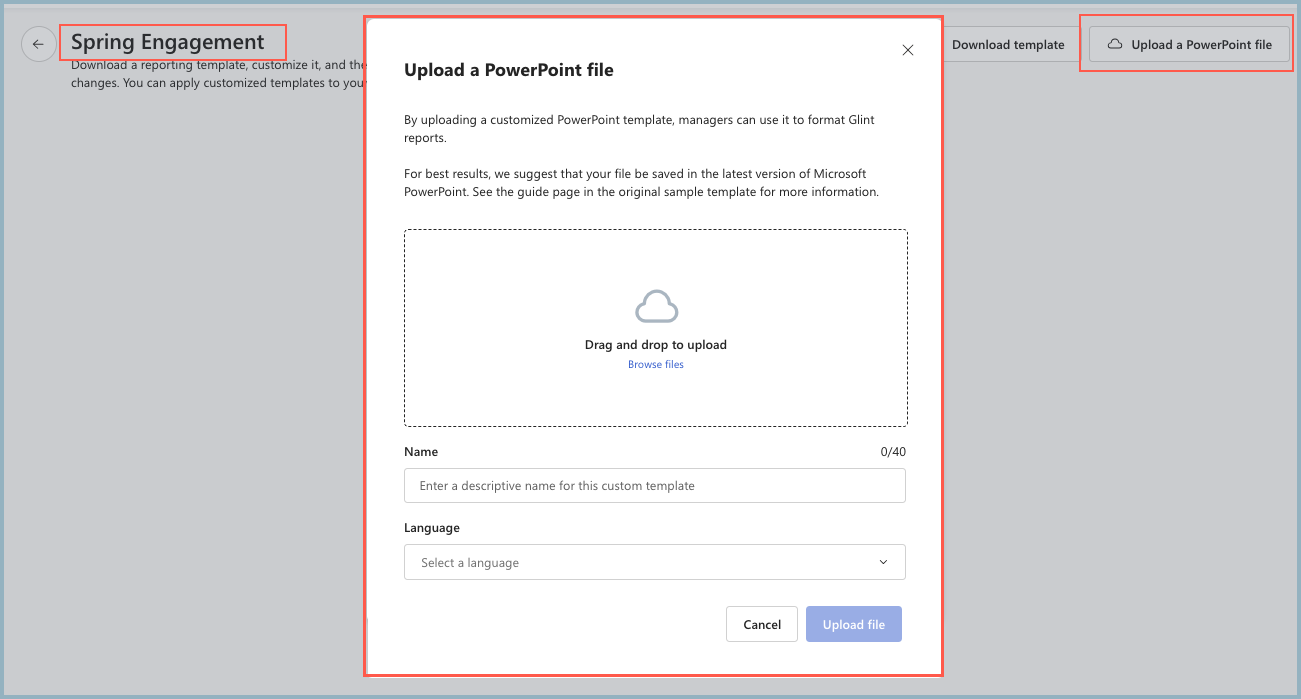 Spring Engagement
Download a reporting template, customize it, and the
changes. You can apply customized templates to your
Download template
Upload a PowerPoint file
Upload a PowerPoint file
By uploading a customized PowerPoint template, managers can use it to format Glint
reports.
For best results, we suggest that your file be saved in the latest version of Microsoft
PowerPoint. See the guide page in the original sample template for more information.
Drag and drop to upload
Browse files
Name
0/40
Enter a descriptive name for this custom template
Language
Select a language
Cancel
Upload file